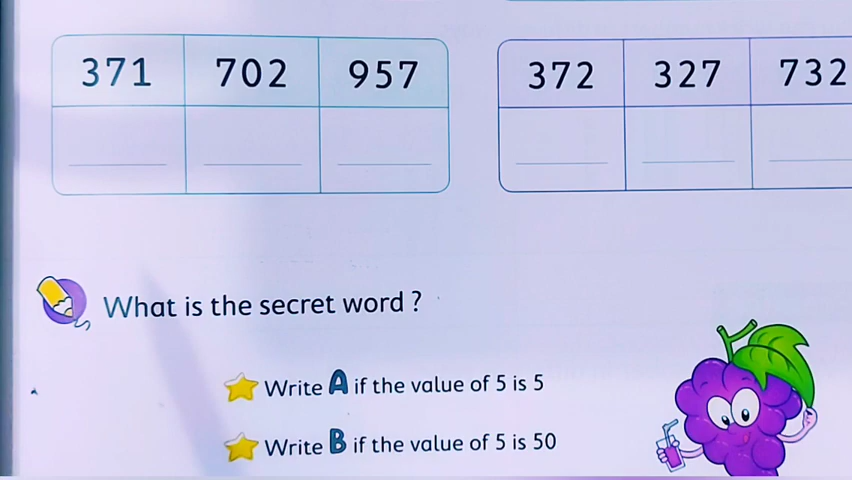 371 702 957 372 327 732
What is the secret word ?
Write A if the value of 5 is 5
Write B if the value of 5 is 50